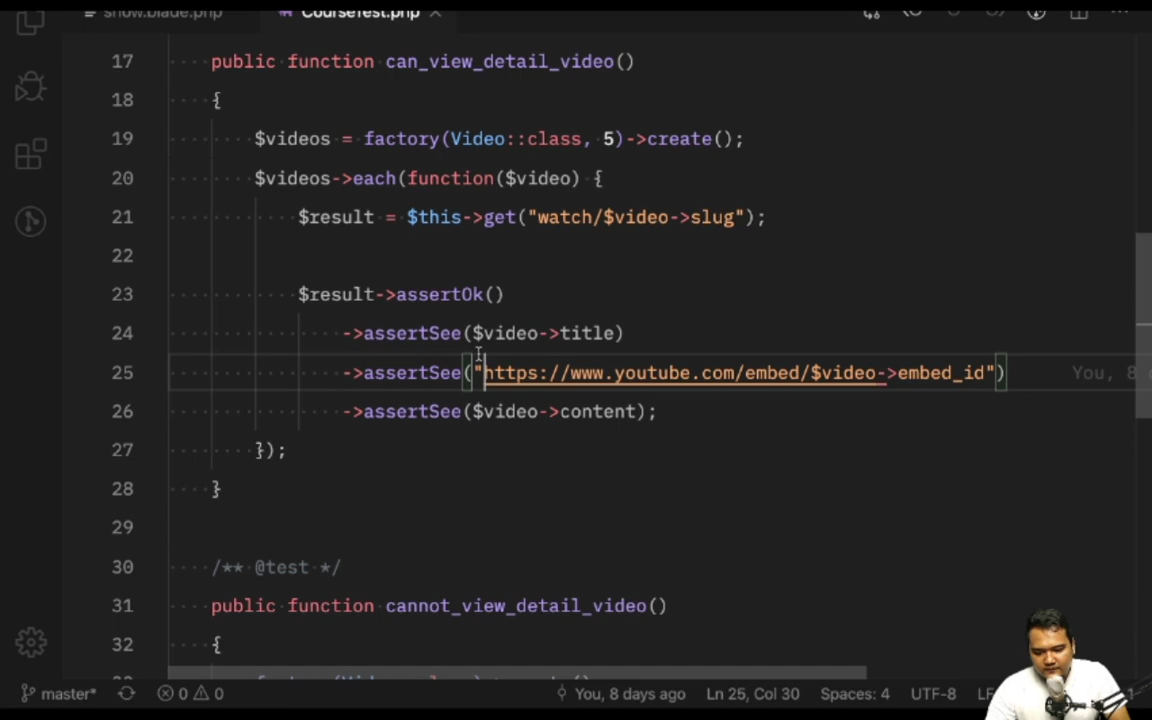 show.blade.php CourseTest.php
17 public function can_view_detail_video()
18 {
19 $videos = factory(Video::class, 5)->create();
20 $videos->each(function($video) {
21 $result = $this->get("watch/$video->slug");
22
23 $result->assertOk()
24 ->assertSee($video->title)
25 ->assertSee("https://www.youtube.com/embed/$video->embed_id") You, 8
26 ->assertSee($video->content);
27 });
28 }
29
30 /** @test */
31 public function cannot_view_detail_video()
32 {
master* 0 0 You, 8 days ago Ln 25, Col 30 Spaces: 4 UTF-8